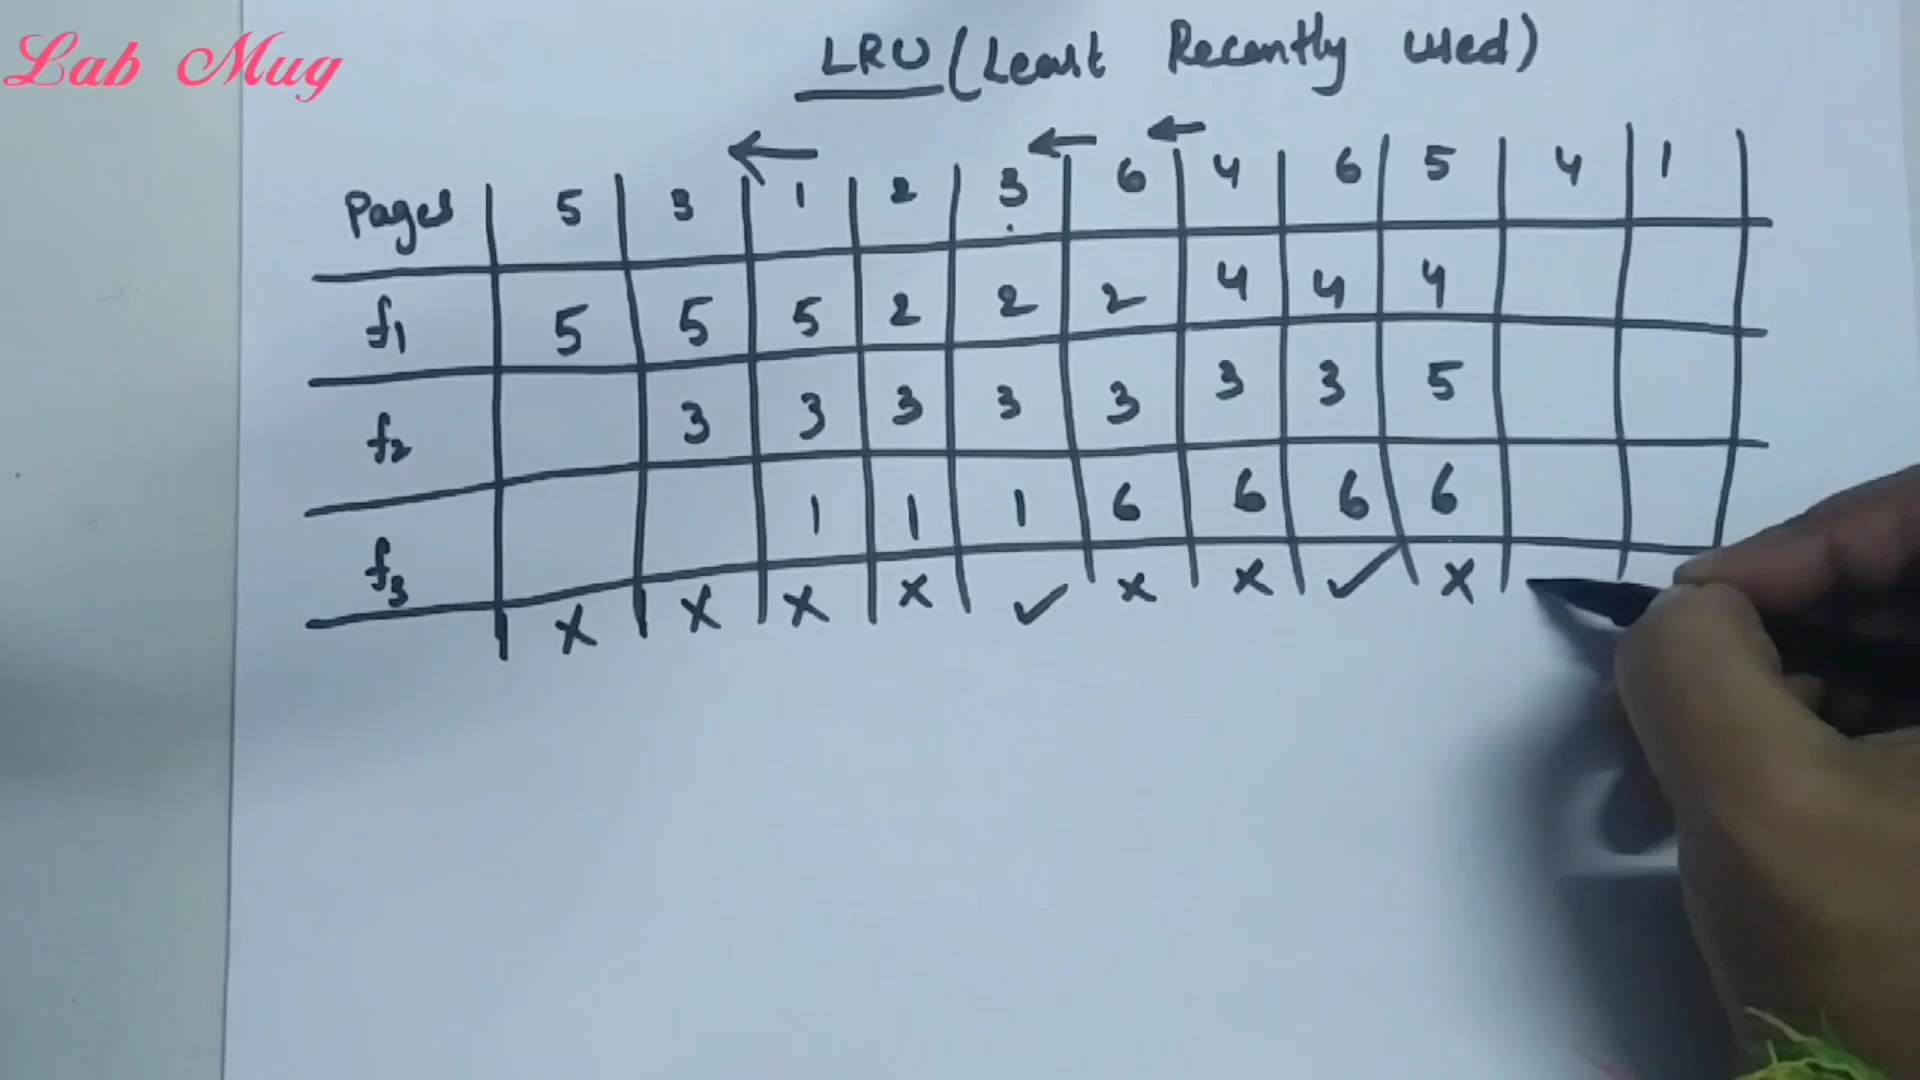 Lab Mug
LRU (Least Recently Used)
Pages 5 3 1 2 3 6 4 6 5 4 1
f1 5 5 5 2 2 2 4 4 4
f2 3 3 3 3 3 3 3 5
f3 1 1 1 6 6 6 6
x x x x ✓ x x ✓ x